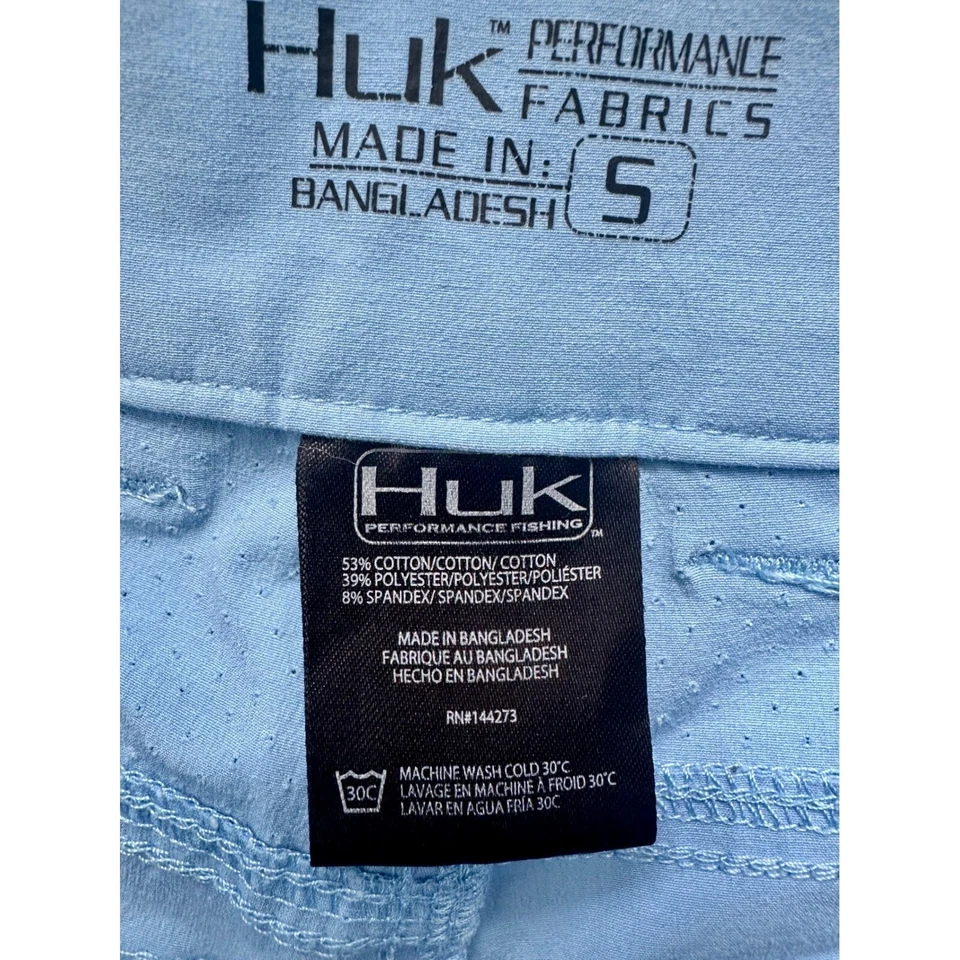 Huk™ PERFORMANCE
FABRICS
MADE IN:
BANGLADESH
S
Huk
PERFORMANCE FISHING™
53% COTTON/COTTON/ COTTON
39% POLYESTER/POLYESTER/POLIÉSTER
8% SPANDEX/ SPANDEX/SPANDEX
MADE IN BANGLADESH
FABRIQUE AU BANGLADESH
HECHO EN BANGLADESH
RN#144273
30C
MACHINE WASH COLD 30°C
LAVAGE EN MACHINE À FROID 30°C
LAVAR EN AGUA FRÍA 30C